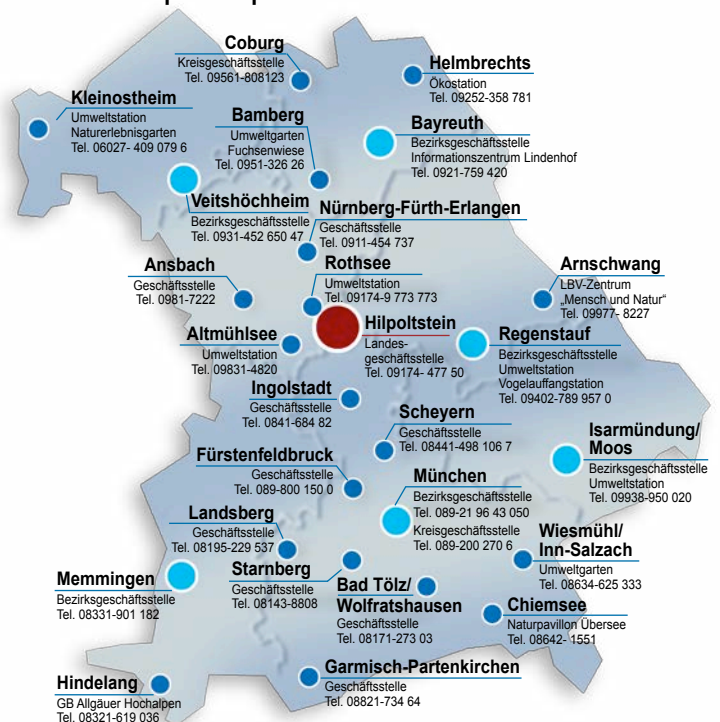 Coburg
Kreisgeschäftsstelle
Tel. 09561-808123
Helmbrechts
Ökostation
Tel. 09252-358 781
Kleinostheim
Umweltstation
Naturerlebnisgarten
Tel. 06027- 409 079 6
Bamberg
Umweltgarten
Fuchsenwiese
Tel. 0951-326 26
Bayreuth
Bezirksgeschäftsstelle
Informationszentrum Lindenhof
Tel. 0921-759 420
Veitshöchheim
Bezirksgeschäftsstelle
Tel. 0931-452 650 47
Nürnberg-Fürth-Erlangen
Geschäftsstelle
Tel. 0911-454 737
Ansbach
Geschäftsstelle
Tel. 0981-7222
Rothsee
Umweltstation
Tel. 09174-9 773 773
Arnschwang
LBV-Zentrum
„Mensch und Natur“
Tel. 09977- 8227
Altmühlsee
Umweltstation
Tel. 09831-4820
Hilpoltstein
Landes-
geschäftsstelle
Tel. 09174- 477 50
Regenstauf
Bezirksgeschäftsstelle
Umweltstation
Vogelauffangstation
Tel. 09402-789 957 0
Ingolstadt
Geschäftsstelle
Tel. 0841-684 82
Scheyern
Geschäftsstelle
Tel. 08441-498 106 7
Isarmündung/
Moos
Bezirksgeschäftsstelle
Umweltstation
Tel. 09938-950 020
Fürstenfeldbruck
Geschäftsstelle
Tel. 089-800 150 0
München
Bezirksgeschäftsstelle
Tel. 089-21 96 43 050
Kreisgeschäftsstelle
Tel. 089-200 270 6
Landsberg
Geschäftsstelle
Tel. 08195-229 537
Wiesmühl/
Inn-Salzach
Umweltgarten
Tel. 08634-625 333
Memmingen
Bezirksgeschäftsstelle
Tel. 08331-901 182
Starnberg
Geschäftsstelle
Tel. 08143-8808
Bad Tölz/
Wolfratshausen
Geschäftsstelle
Tel. 08171-273 03
Chiemsee
Naturpavillon Übersee
Tel. 08642- 1551
Hindelang
GB Allgäuer Hochalpen
Tel. 08321-619 036
Garmisch-Partenkirchen
Geschäftsstelle
Tel. 08821-734 64